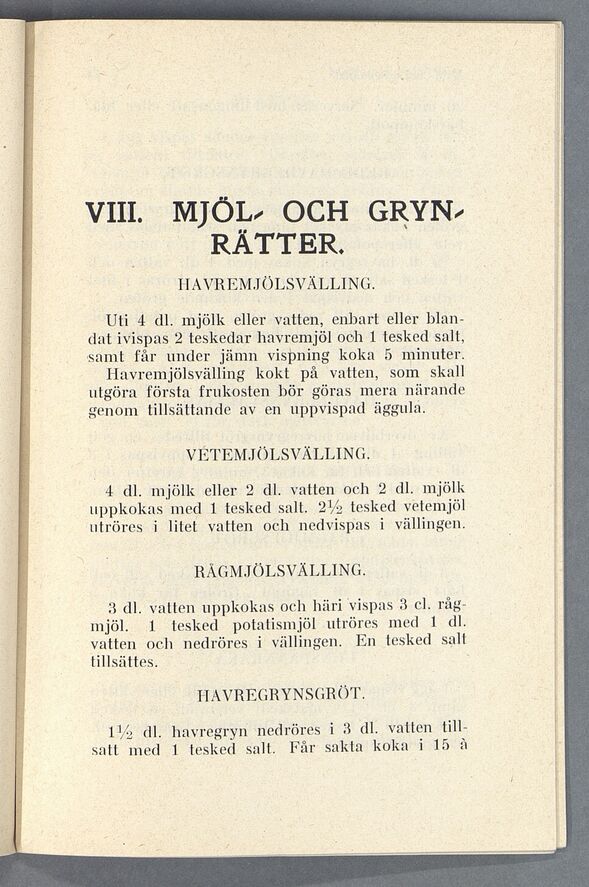 VIII. MJÖL- OCH GRYN-
RÄTTER.
HAVREMJÖLSVÄLLING.
Uti 4 dl. mjölk eller vatten, enbart eller blan-
dat ivispas 2 teskedar havremjöl och 1 tesked salt,
samt får under jämn vispning koka 5 minuter.
Havremjölsvälling kokt på vatten, som skall
utgöra första frukosten bör göras mera närande
genom tillsättande av en uppvispad äggula.
VETEMJÖLSVÄLLING.
4 dl. mjölk eller 2 dl. vatten och 2 dl. mjölk
uppkokas med 1 tesked salt. 2½ tesked vetemjöl
utröres i litet vatten och nedvispas i vällingen.
RÅGMJÖLSVÄLLING.
3 dl. vatten uppkokas och häri vispas 3 cl. råg-
mjöl. 1 tesked potatismjöl utröres med 1 dl.
vatten och nedröres i vällingen. En tesked salt
tillsättes.
HAVREGRYNSGRÖT.
1½ dl. havregryn nedröres i 3 dl. vatten till-
satt med 1 tesked salt. Får sakta koka i 15 à